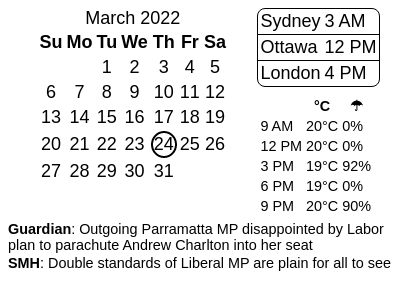 March 2022
Su Mo Tu We Th Fr Sa
1 2 3 4 5
6 7 8 9 10 11 12
13 14 15 16 17 18 19
20 21 22 23 24 25 26
27 28 29 30 31
Sydney 3 AM
Ottawa 12 PM
London 4 PM
°C ☂
9 AM 20°C 0%
12 PM 20°C 0%
3 PM 19°C 92%
6 PM 19°C 0%
9 PM 20°C 90%
Guardian: Outgoing Parramatta MP disappointed by Labor
plan to parachute Andrew Charlton into her seat
SMH: Double standards of Liberal MP are plain for all to see